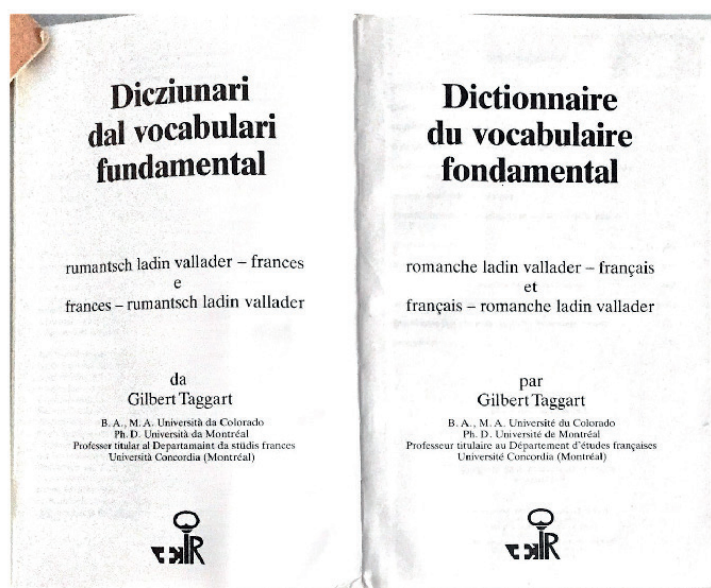 Dicziunari
dal vocabulari
fundamental
rumantsch ladin vallader – frances
e
frances – rumantsch ladin vallader
da
Gilbert Taggart
B. A., M. A. Università da Colorado
Ph. D. Università da Montréal
Professer titular al Departamaint da stüdis frances
Università Concordia (Montréal)
Dictionnaire
du vocabulaire
fondamental
romanche ladin vallader – français
et
français – romanche ladin vallader
par
Gilbert Taggart
B. A., M. A. Université du Colorado
Ph. D. Université de Montréal
Professeur titulaire au Département d'études françaises
Université Concordia (Montréal)